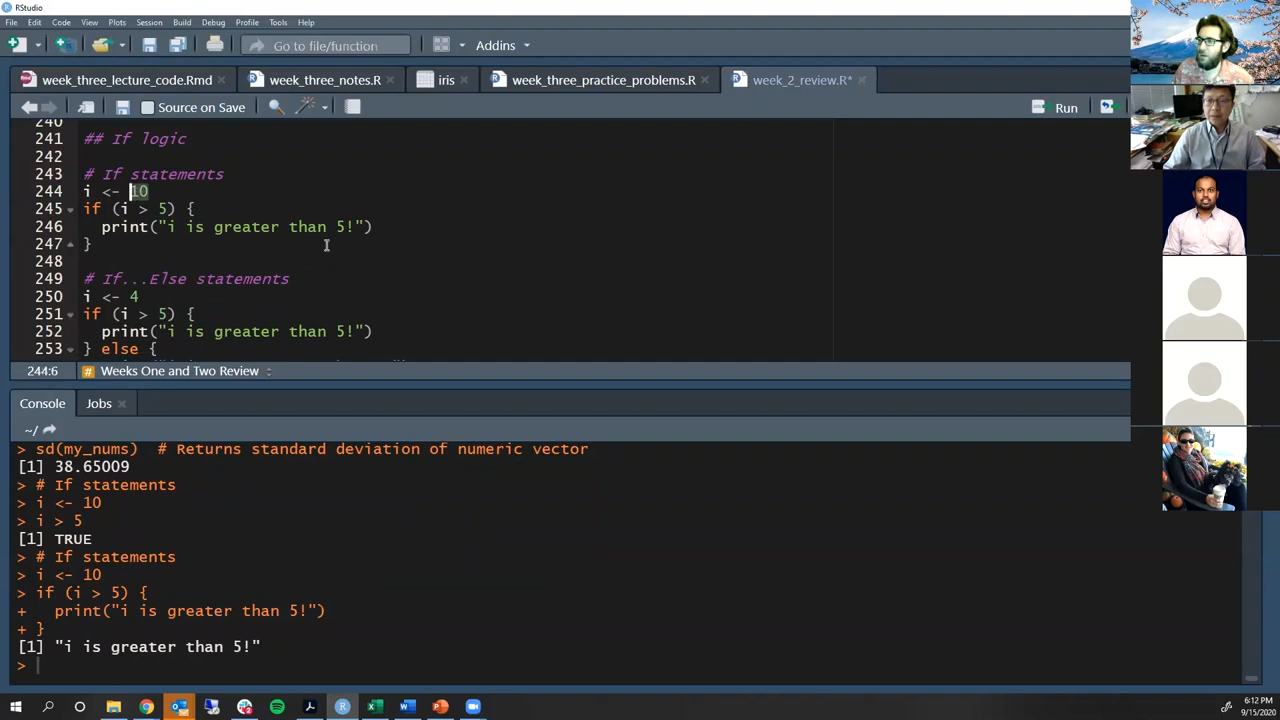 RStudio
File Edit Code View Plots Session Build Debug Profile Tools Help
Go to file/function Addins
week_three_lecture_code.Rmd week_three_notes.R iris week_three_practice_problems.R week_2_review.R*
Source on Save Run
240
241 ## If logic
242
243 # If statements
244 i <- 10
245 if (i > 5) {
246 print("i is greater than 5!")
247 }
248
249 # If...Else statements
250 i <- 4
251 if (i > 5) {
252 print("i is greater than 5!")
253 } else {
244:6 # Weeks One and Two Review
Console Jobs
~/
> sd(my_nums) # Returns standard deviation of numeric vector
[1] 38.65009
> # If statements
> i <- 10
> i > 5
[1] TRUE
> # If statements
> i <- 10
> if (i > 5) {
+ print("i is greater than 5!")
+ }
[1] "i is greater than 5!"
>
6:12 PM
9/15/2020